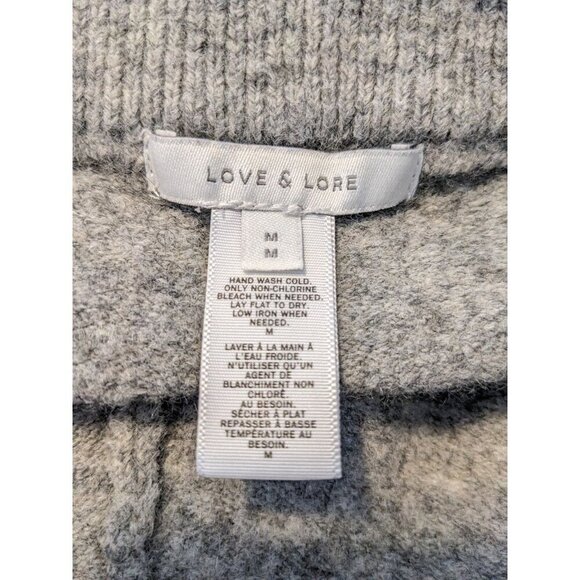 LOVE & LORE
M
M
HAND WASH COLD.
ONLY NON-CHLORINE
BLEACH WHEN NEEDED.
LAY FLAT TO DRY.
LOW IRON WHEN
NEEDED.
M
LAVER À LA MAIN À
L'EAU FROIDE.
N'UTILISER QU'UN
AGENT DE
BLANCHIMENT NON
CHLORÉ.
AU BESOIN.
SÉCHER À PLAT
REPASSER À BASSE
TEMPÉRATURE AU
BESOIN.
M